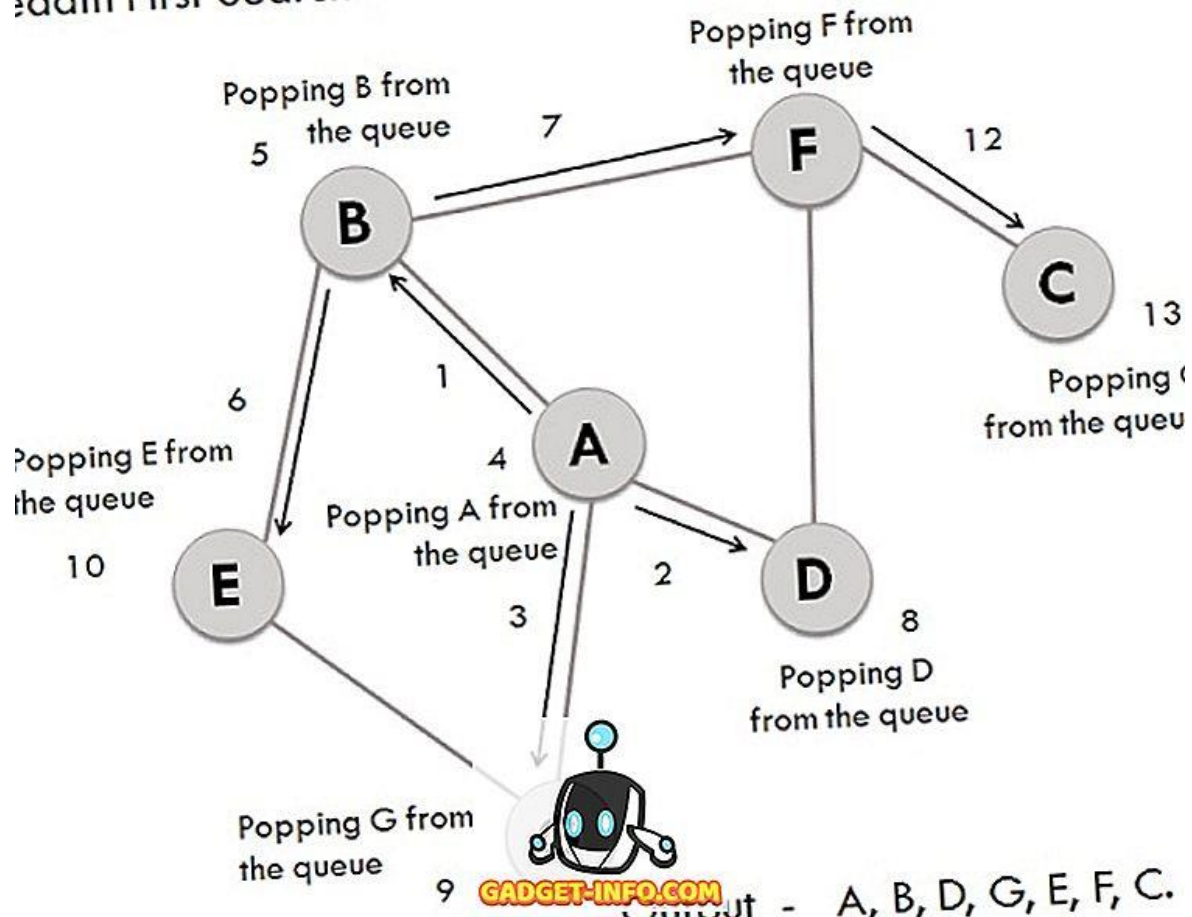 Popping F from
the queue
Popping B from
the queue
5
7
12
F
B
C
13
Popping
from the
1
6
A
4
Popping E from
the queue
Popping A from
the queue
10
E
2
D
3
8
Popping D
from the queue
Popping G from
the queue
9
GADGET-INFO.COM
- A, B, D, G, E, F, C.